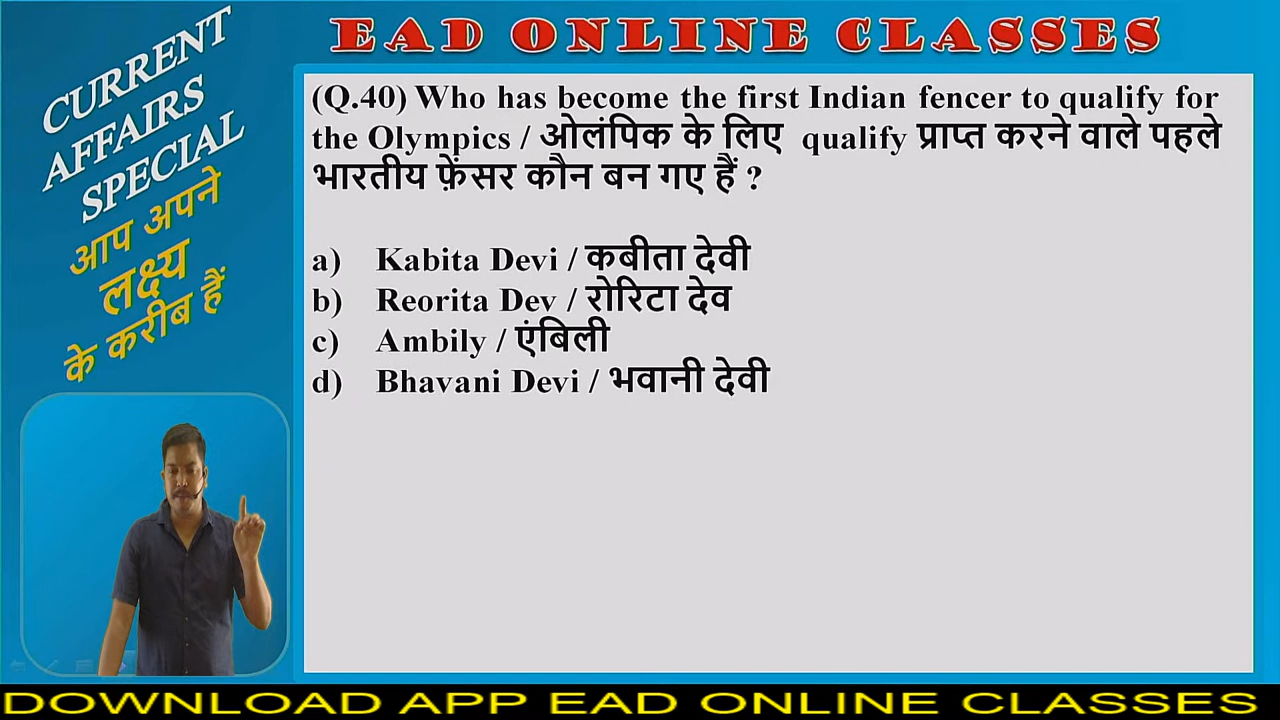 CURRENT
AFFAIRS
SPECIAL
आप अपने
लक्ष्य
के करीब हैं
EAD ONLINE CLASSES
(Q.40) Who has become the first Indian fencer to qualify for
the Olympics / ओलंपिक के लिए qualify प्राप्त करने वाले पहले
भारतीय फ़ेंसर कौन बन गए हैं ?
a) Kabita Devi / कबीता देवी
b) Reorita Dev / रोरिटा देव
c) Ambily / एंबिली
d) Bhavani Devi / भवानी देवी
DOWNLOAD APP EAD ONLINE CLASSES